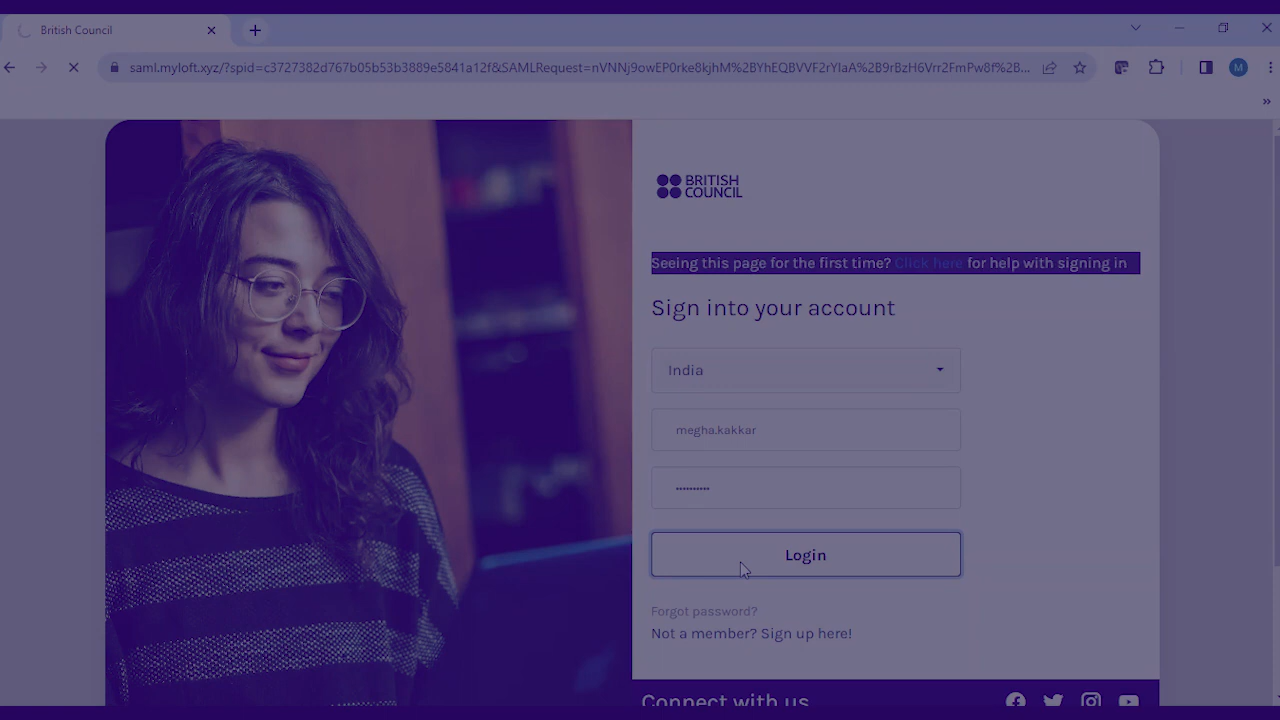 British Council
saml.myloft.xyz/?spid=c3727382d767b05b53b3889e5841a12f&SAMLRequest=nVNNj9owEP0rke8kjhM%2BYhEQBVVF2rYIaA%2B9rBzH6Vrr2FmPw8f%2B...
M
BRITISH
COUNCIL
Seeing this page for the first time? Click here for help with signing in
Sign into your account
India
megha.kakkar
Login
Forgot password?
Not a member? Sign up here!
Connect with us